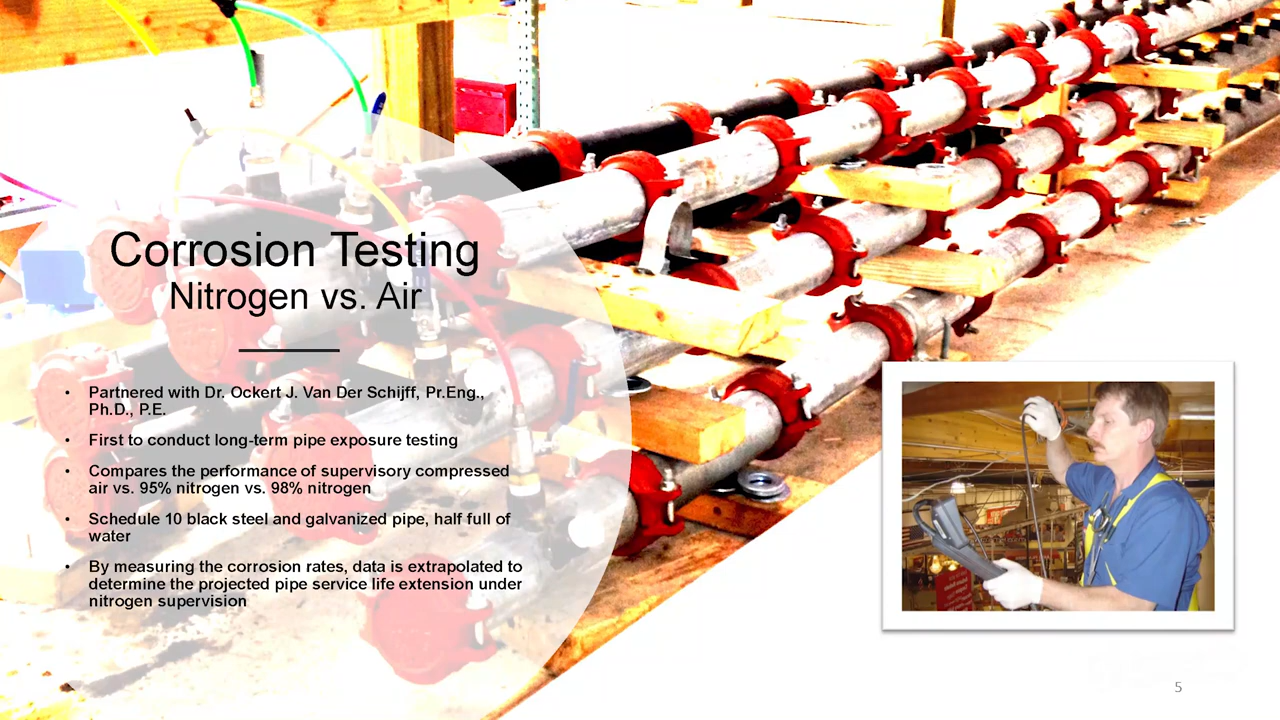 Corrosion Testing
Nitrogen vs. Air
• Partnered with Dr. Ockert J. Van Der Schijff, Pr.Eng.,
Ph.D., P.E.
• First to conduct long-term pipe exposure testing
• Compares the performance of supervisory compressed
air vs. 95% nitrogen vs. 98% nitrogen
• Schedule 10 black steel and galvanized pipe, half full of
water
• By measuring the corrosion rates, data is extrapolated to
determine the projected pipe service life extension under
nitrogen supervision
5